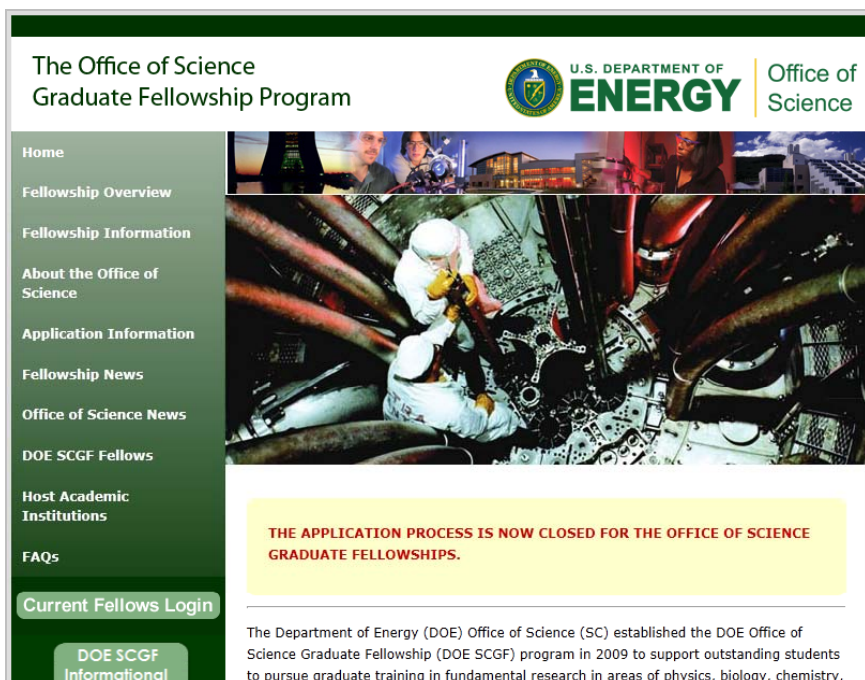 The Office of Science
Graduate Fellowship Program
U.S. DEPARTMENT OF
ENERGY
Office of
Science
Home
Fellowship Overview
Fellowship Information
About the Office of
Science
Application Information
Fellowship News
Office of Science News
DOE SCGF Fellows
Host Academic
Institutions
FAQs
Current Fellows Login
DOE SCGF
Informational
THE APPLICATION PROCESS IS NOW CLOSED FOR THE OFFICE OF SCIENCE
GRADUATE FELLOWSHIPS.
The Department of Energy (DOE) Office of Science (SC) established the DOE Office of
Science Graduate Fellowship (DOE SCGF) program in 2009 to support outstanding students
to pursue graduate training in fundamental research in areas of physics, biology, chemistry,